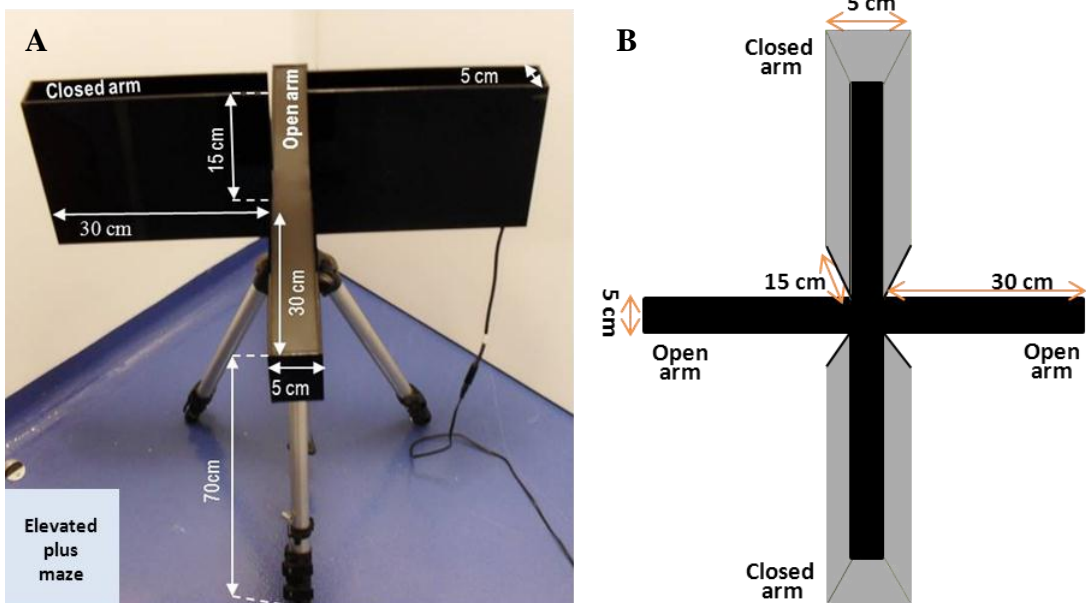 A
Closed arm
5 cm
Open arm
15 cm
30 cm
30 cm
5 cm
70cm
Elevated
plus
maze
B
5 cm
Closed
arm
15 cm
30 cm
5 cm
Open
arm
Open
arm
Closed
arm